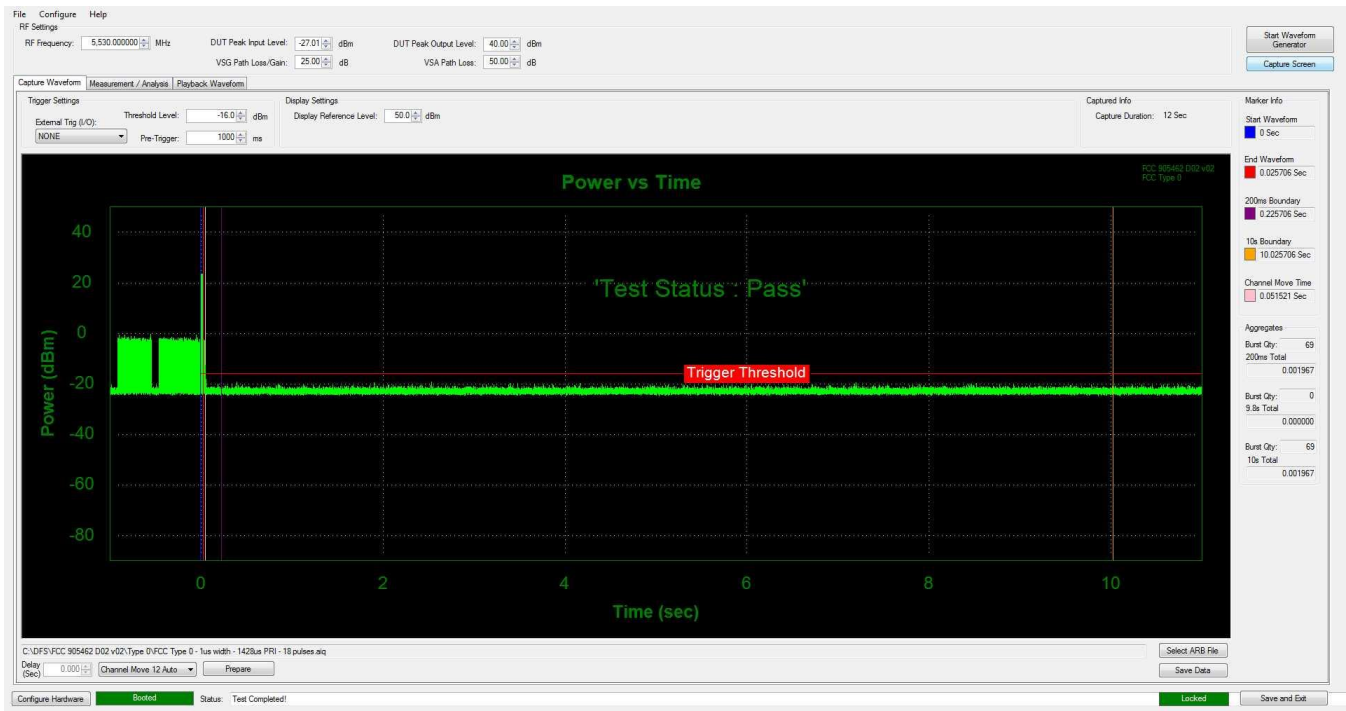 File Configure Help
RF Settings
RF Frequency: 5,530.000000 MHz DUT Peak Input Level: -27.01 dBm DUT Peak Output Level: 40.00 dBm
VSG Path Loss/Gain: 25.00 dB VSA Path Loss: 50.00 dB
Start Waveform Generator
Capture Screen
Capture Waveform Measurement / Analysis Playback Waveform
Trigger Settings
External Trig (I/O): Threshold Level: -16.0 dBm
NONE Pre-Trigger: 1000 ms
Display Settings
Display Reference Level: 50.0 dBm
Captured Info
Capture Duration: 12 Sec
Marker Info
Start Waveform
0 Sec
End Waveform
0.025706 Sec
200ms Boundary
0.225706 Sec
10s Boundary
10.025706 Sec
Channel Move Time
0.051521 Sec
Aggregates
Burst Qty: 69
200ms Total
0.001967
Burst Qty: 0
9.8s Total
0.000000
Burst Qty: 69
10s Total
0.001967
Power vs Time
FCC 905462 D02 v02
FCC Type 0
'Test Status : Pass'
Trigger Threshold
Power (dBm)
40
20
0
-20
-40
-60
-80
0 2 4 6 8 10
Time (sec)
C:\DFS\FCC 905462 D02 v02\Type 0\FCC Type 0 - 1us width - 1428us PRI - 18 pulses.aiq
Select ARB File
Delay (Sec) 0.000 Channel Move 12 Auto Prepare
Save Data
Configure Hardware Booted Status: Test Completed! Locked Save and Exit